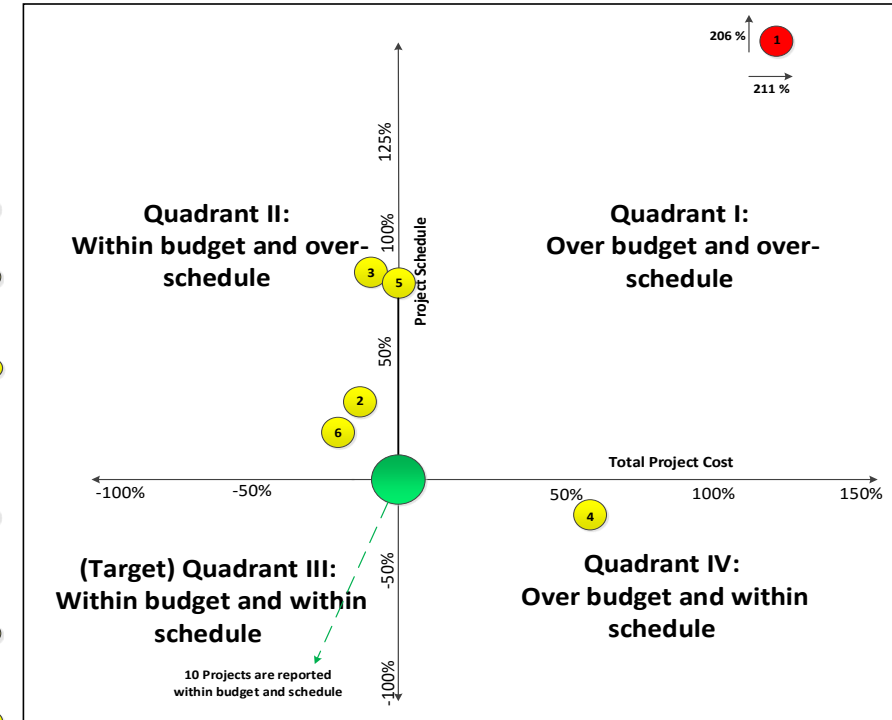 206 %
1
211 %
125%
Quadrant II:
Within budget and over-
schedule
Quadrant I:
Over budget and over-
schedule
100%
Project Schedule
3
5
50%
2
6
Total Project Cost
-100%
-50%
50%
100%
150%
4
-50%
(Target) Quadrant III:
Within budget and within
schedule
Quadrant IV:
Over budget and within
schedule
-100%
10 Projects are reported
within budget and schedule